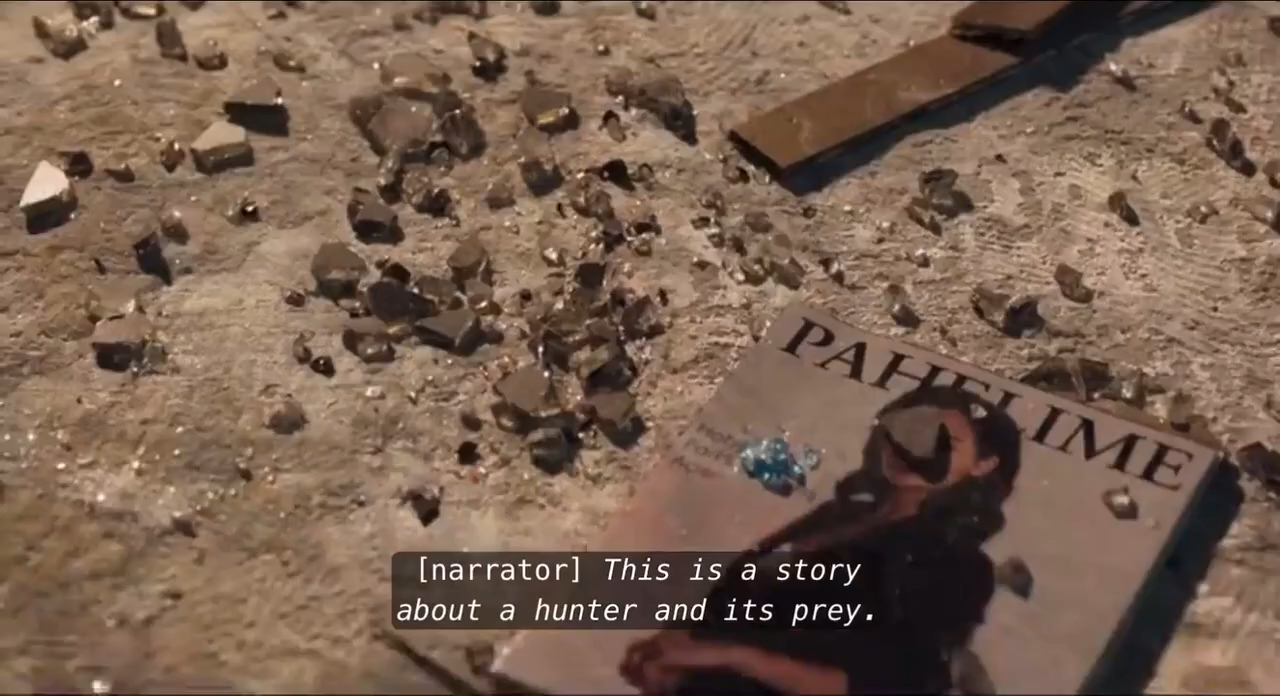 PAHELIME
[narrator] This is a story
about a hunter and its prey.